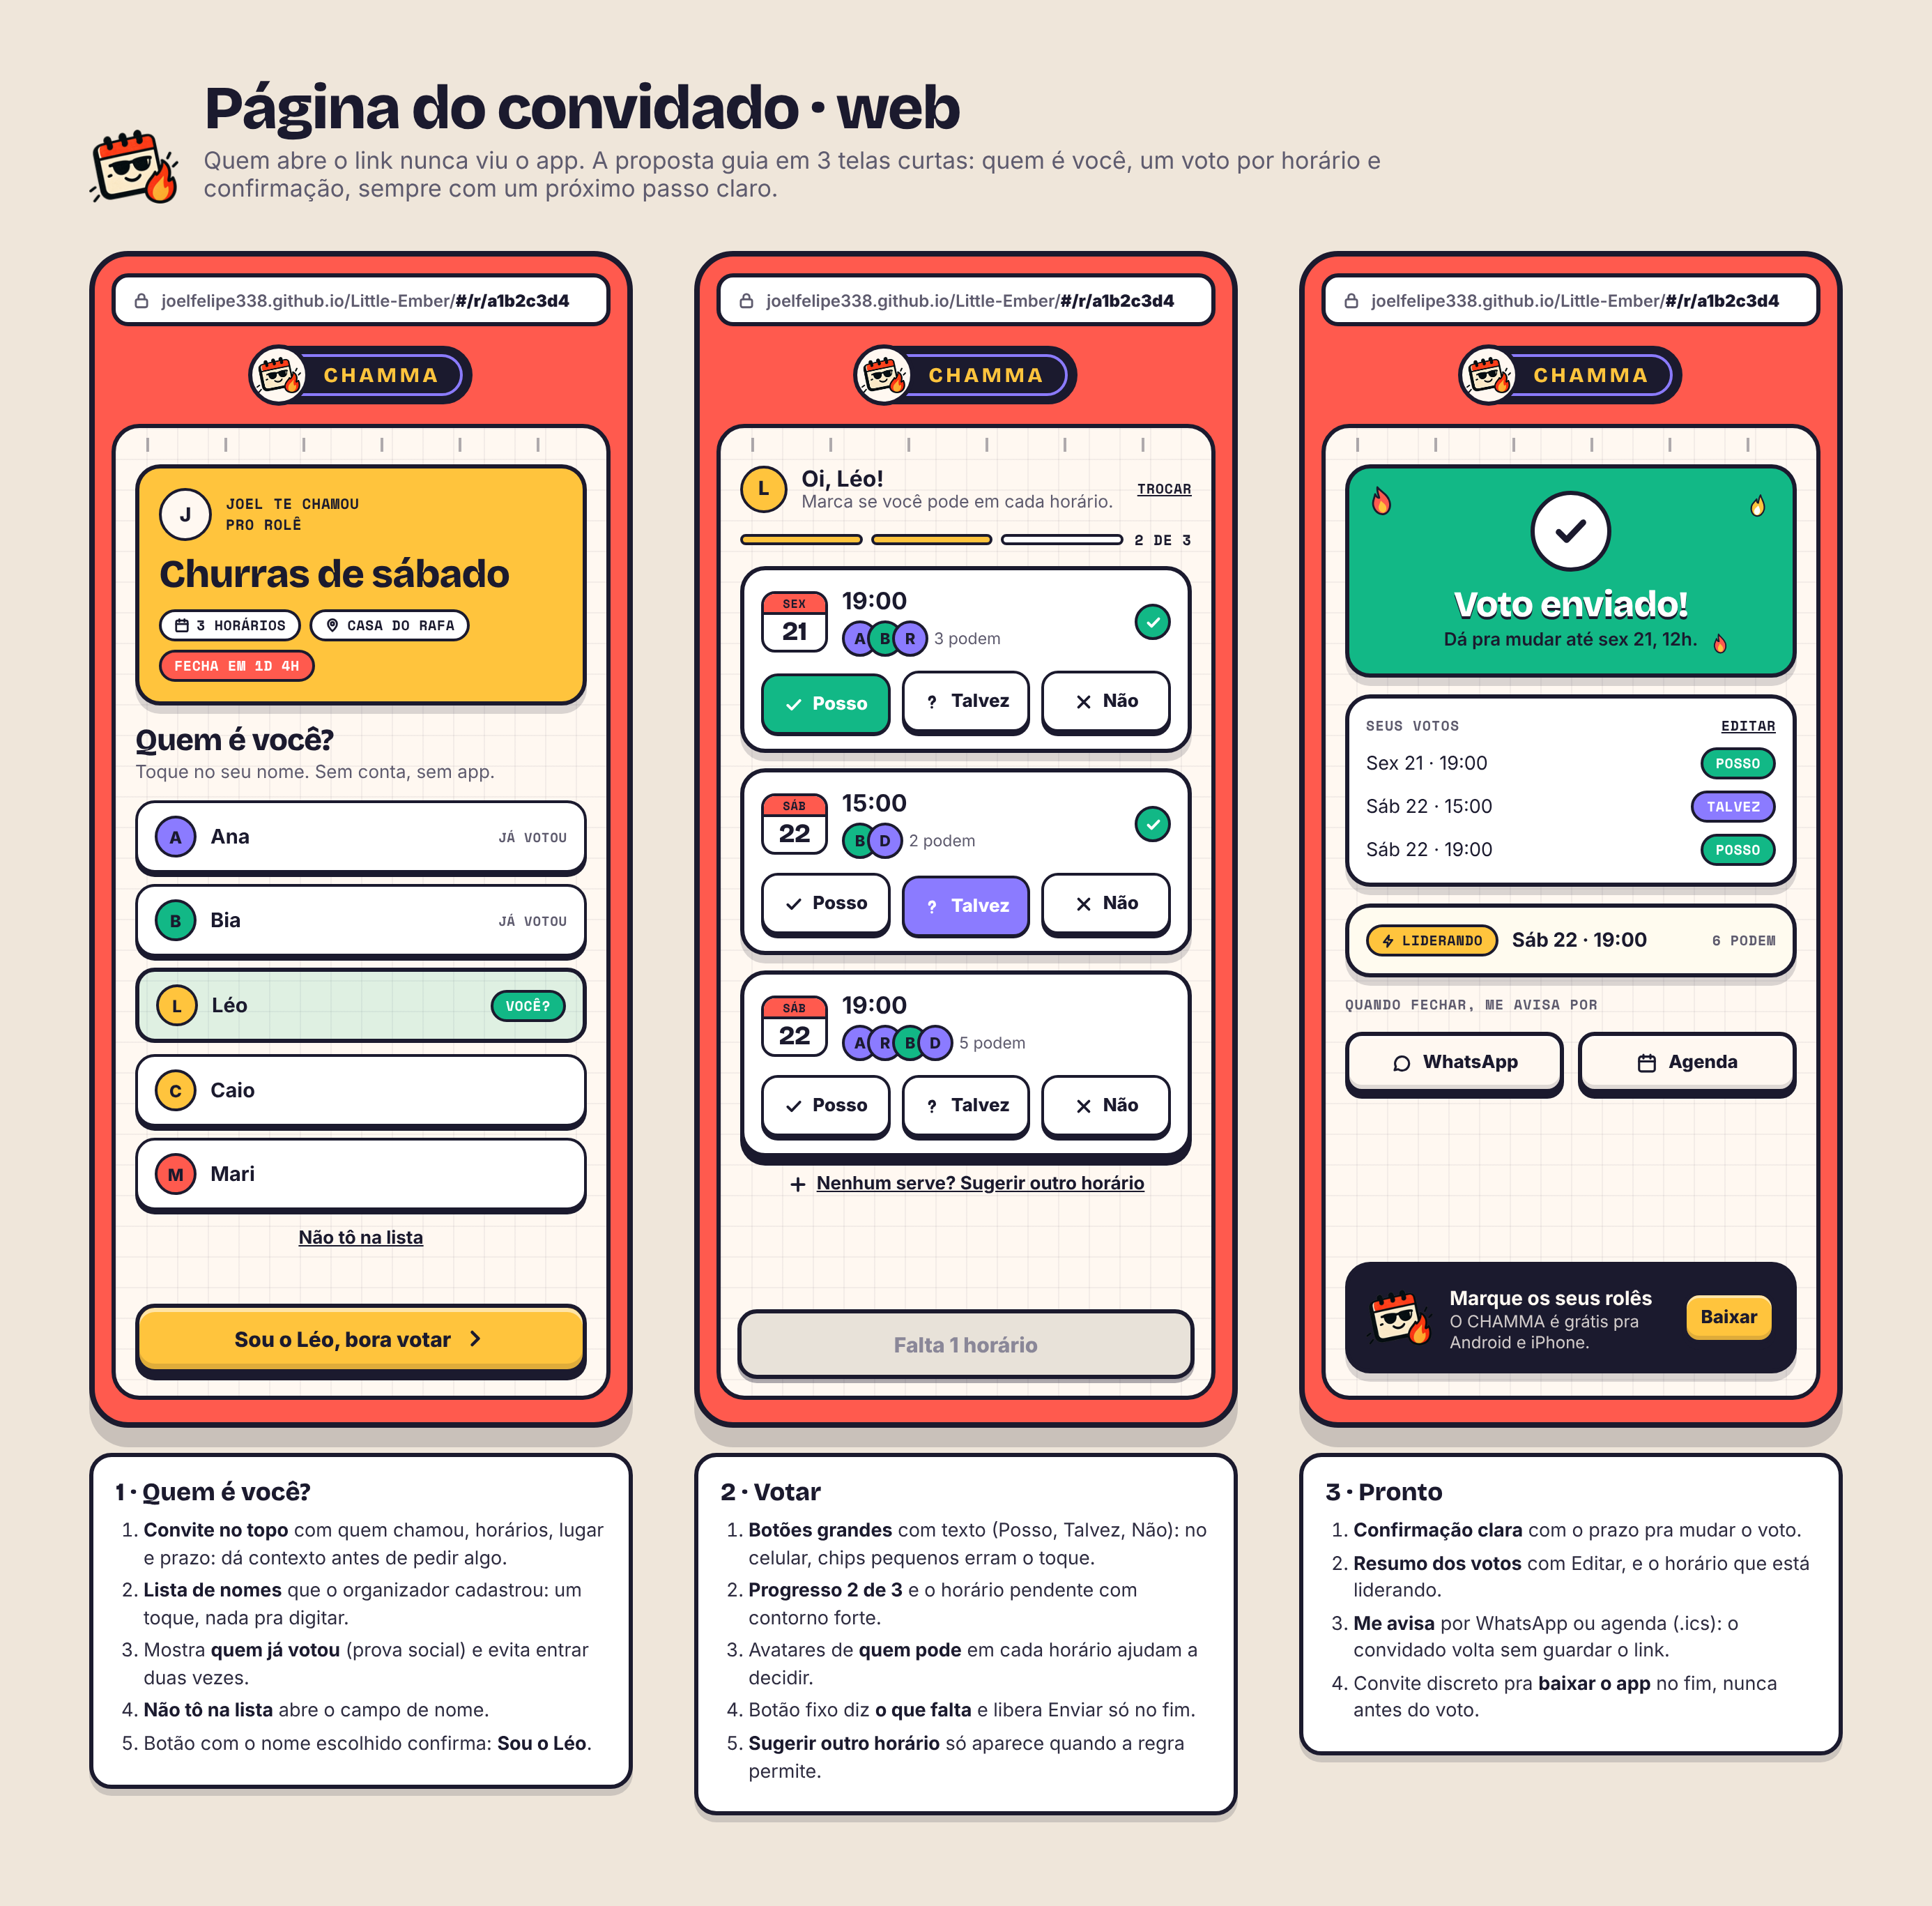 Página do convidado · web
Quem abre o link nunca viu o app. A proposta guia em 3 telas curtas: quem é você, um voto por horário e
confirmação, sempre com um próximo passo claro.
joelfelipe338.github.io/Little-Ember/#/r/a1b2c3d4
CHAMMA
J
JOEL TE CHAMOU
PRO ROLÊ
Churras de sábado
3 HORÁRIOS
CASA DO RAFA
FECHA EM 1D 4H
Quem é você?
Toque no seu nome. Sem conta, sem app.
A Ana JÁ VOTOU
B Bia JÁ VOTOU
L Léo VOCÊ?
C Caio
M Mari
Não tô na lista
Sou o Léo, bora votar
1 · Quem é você?
1. Convite no topo com quem chamou, horários, lugar
e prazo: dá contexto antes de pedir algo.
2. Lista de nomes que o organizador cadastrou: um
toque, nada pra digitar.
3. Mostra quem já votou (prova social) e evita entrar
duas vezes.
4. Não tô na lista abre o campo de nome.
5. Botão com o nome escolhido confirma: Sou o Léo.
joelfelipe338.github.io/Little-Ember/#/r/a1b2c3d4
CHAMMA
L
Oi, Léo!
Marca se você pode em cada horário.
TROCAR
2 DE 3
SEX
21
19:00
A B R 3 podem
Posso
? Talvez
Não
SÁB
22
15:00
B D 2 podem
Posso
? Talvez
Não
SÁB
22
19:00
A R B D 5 podem
Posso
? Talvez
Não
+ Nenhum serve? Sugerir outro horário
Falta 1 horário
2 · Votar
1. Botões grandes com texto (Posso, Talvez, Não): no
celular, chips pequenos erram o toque.
2. Progresso 2 de 3 e o horário pendente com
contorno forte.
3. Avatares de quem pode em cada horário ajudam a
decidir.
4. Botão fixo diz o que falta e libera Enviar só no fim.
5. Sugerir outro horário só aparece quando a regra
permite.
joelfelipe338.github.io/Little-Ember/#/r/a1b2c3d4
CHAMMA
Voto enviado!
Dá pra mudar até sex 21, 12h.
SEUS VOTOS EDITAR
Sex 21 · 19:00 POSSO
Sáb 22 · 15:00 TALVEZ
Sáb 22 · 19:00 POSSO
LIDERANDO Sáb 22 · 19:00 6 PODEM
QUANDO FECHAR, ME AVISA POR
WhatsApp
Agenda
Marque os seus rolês
O CHAMMA é grátis pra
Android e iPhone.
Baixar
3 · Pronto
1. Confirmação clara com o prazo pra mudar o voto.
2. Resumo dos votos com Editar, e o horário que está
liderando.
3. Me avisa por WhatsApp ou agenda (.ics): o
convidado volta sem guardar o link.
4. Convite discreto pra baixar o app no fim, nunca
antes do voto.